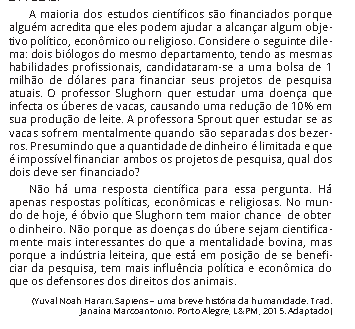 A maioria dos estudos científicos são financiados porque
alguém acredita que eles podem ajudar a alcançar algum obje-
tivo político, econômico ou religioso. Considere o seguinte dile-
ma: dois biólogos do mesmo departamento, tendo as mesmas
habilidades profissionais, candidataram-se a uma bolsa de 1
milhão de dólares para financiar seus projetos de pesquisa
atuais. O professor Slughorn quer estudar uma doença que
infecta os úberes de vacas, causando uma redução de 10% em
sua produção de leite. A professora Sprout quer estudar se as
vacas sofrem mentalmente quando são separadas dos bezer-
ros. Presumindo que a quantidade de dinheiro é limitada e que
é impossível financiar ambos os projetos de pesquisa, qual dos
dois deve ser financiado?
Não há uma resposta científica para essa pergunta. Há
apenas respostas políticas, econômicas e religiosas. No mun-
do de hoje, é óbvio que Slughorn tem maior chance de obter
o dinheiro. Não porque as doenças do úbere sejam cientifica-
mente mais interessantes do que a mentalidade bovina, mas
porque a indústria leiteira, que está em posição de se benefi-
ciar da pesquisa, tem mais influência política e econômica do
que os defensores dos direitos dos animais.
(Yuval Noah Harari. Sapiens – uma breve história da humanidade. Trad.
Janaína Marcoantonio. Porto Alegre, L&PM, 2015. Adaptado)